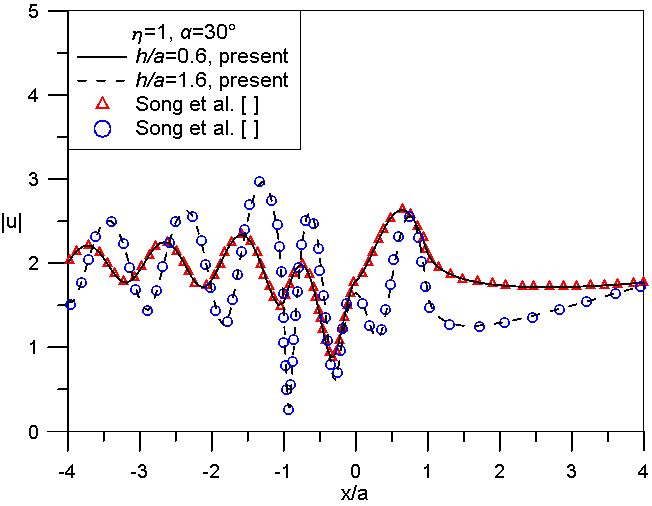 η=1, α=30°
h/a=0.6, present
h/a=1.6, present
Song et al. [ ]
Song et al. [ ]
5
4
3
2
1
0
|u|
-4 -3 -2 -1 0 1 2 3 4
x/a